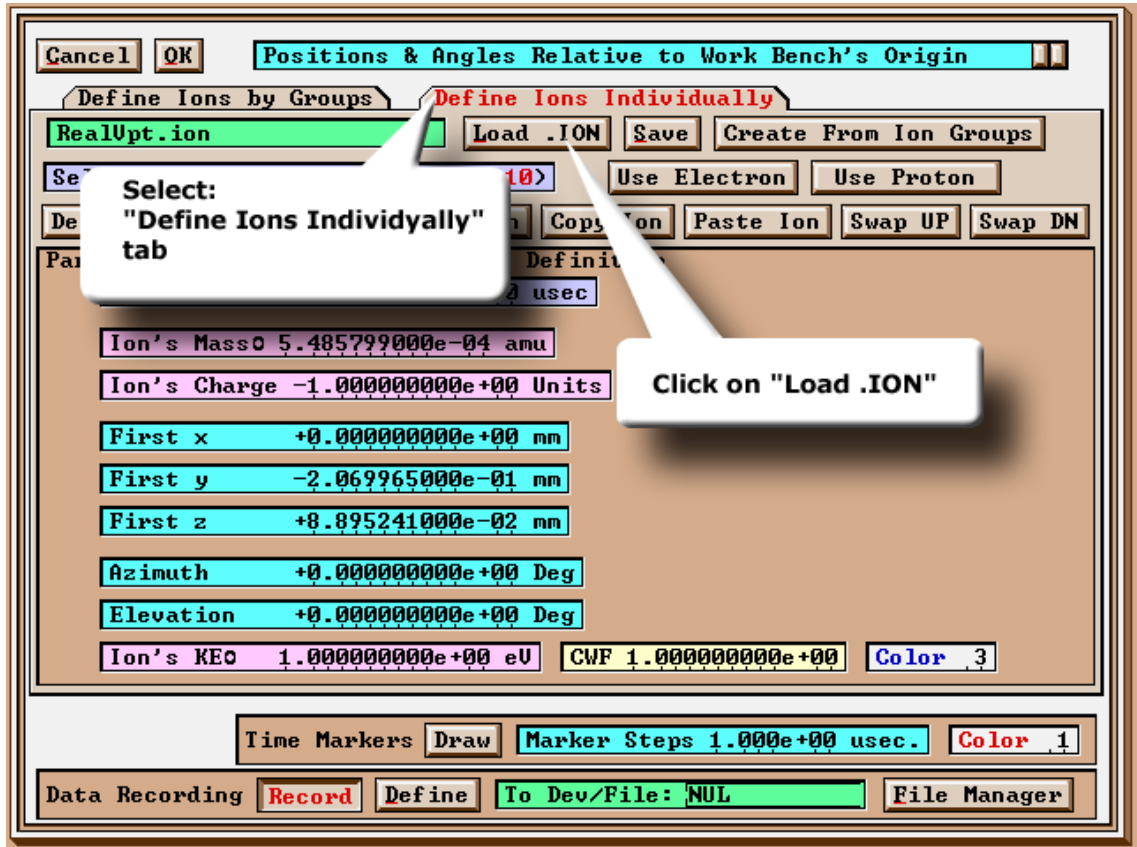 Cancel OK Positions & Angles Relative to Work Bench's Origin
Define Ions by Groups Define Ions Individually
RealVpt.ion Load .ION Save Create From Ion Groups
10) Use Electron Use Proton
Copy Ion Paste Ion Swap UP Swap DN
Select:
"Define Ions Individyally"
tab
usec
Ion's Mass 5.485799000e-04 amu
Click on "Load .ION"
Ion's Charge -1.000000000e+00 Units
First x +0.000000000e+00 mm
First y -2.069965000e-01 mm
First z +8.895241000e-02 mm
Azimuth +0.000000000e+00 Deg
Elevation +0.000000000e+00 Deg
Ion's KE 1.000000000e+00 eV CWF 1.000000000e+00 Color 3
Time Markers Draw Marker Steps 1.000e+00 usec. Color 1
Data Recording Record Define To Dev/File: NUL File Manager